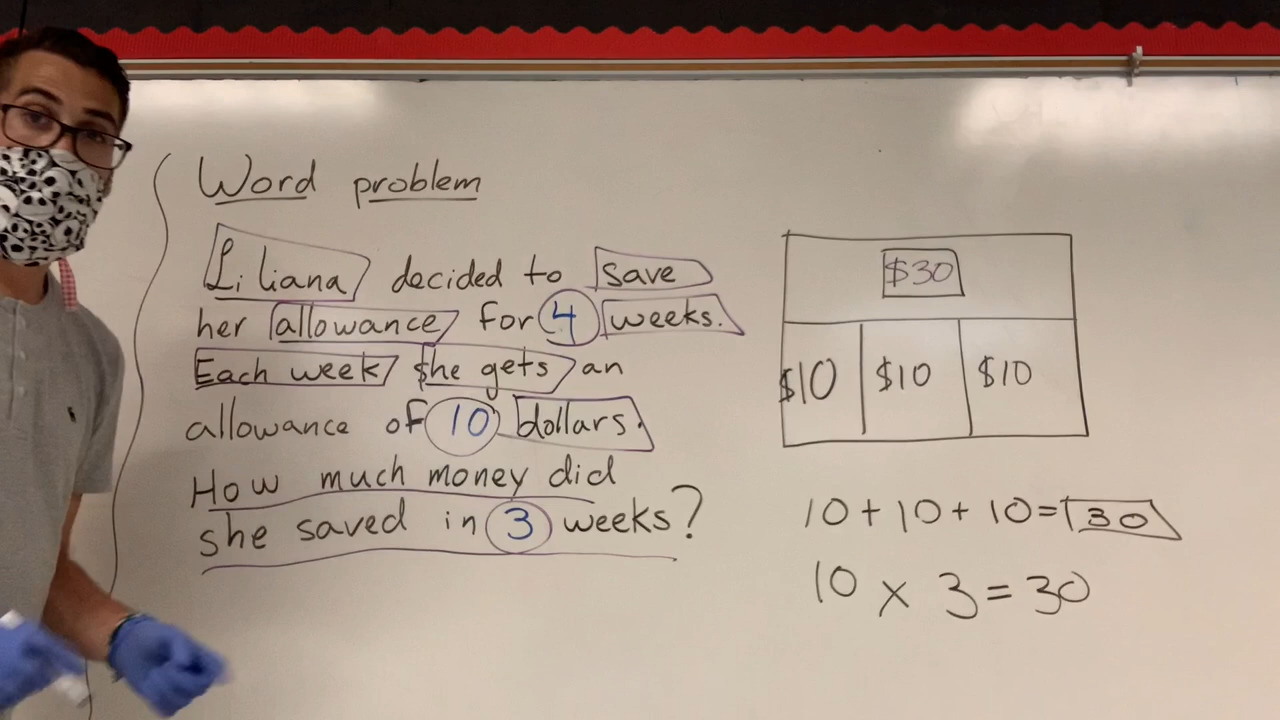 Word problem
Liliana decided to save
her allowance for 4 weeks.
Each week she gets an
allowance of 10 dollars.
How much money did
she saved in 3 weeks?
$30
$10 $10 $10
10 + 10 + 10 = 30
10 x 3 = 30